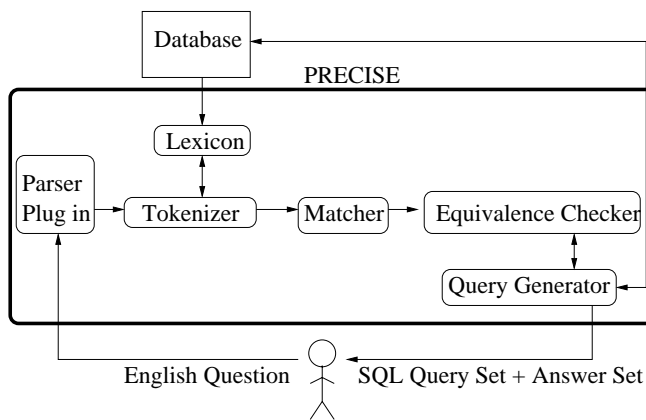 Database
PRECISE
Lexicon
Parser
Plug in
Tokenizer
Matcher
Equivalence Checker
Query Generator
English Question
SQL Query Set + Answer Set